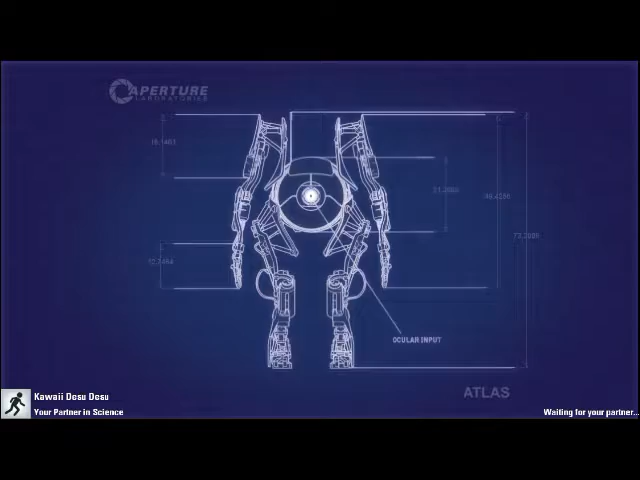 APERTURE
LABORATORIES
OCULAR INPUT
ATLAS
Kawaii Desu Desu
Your Partner in Science
Waiting for your partner...